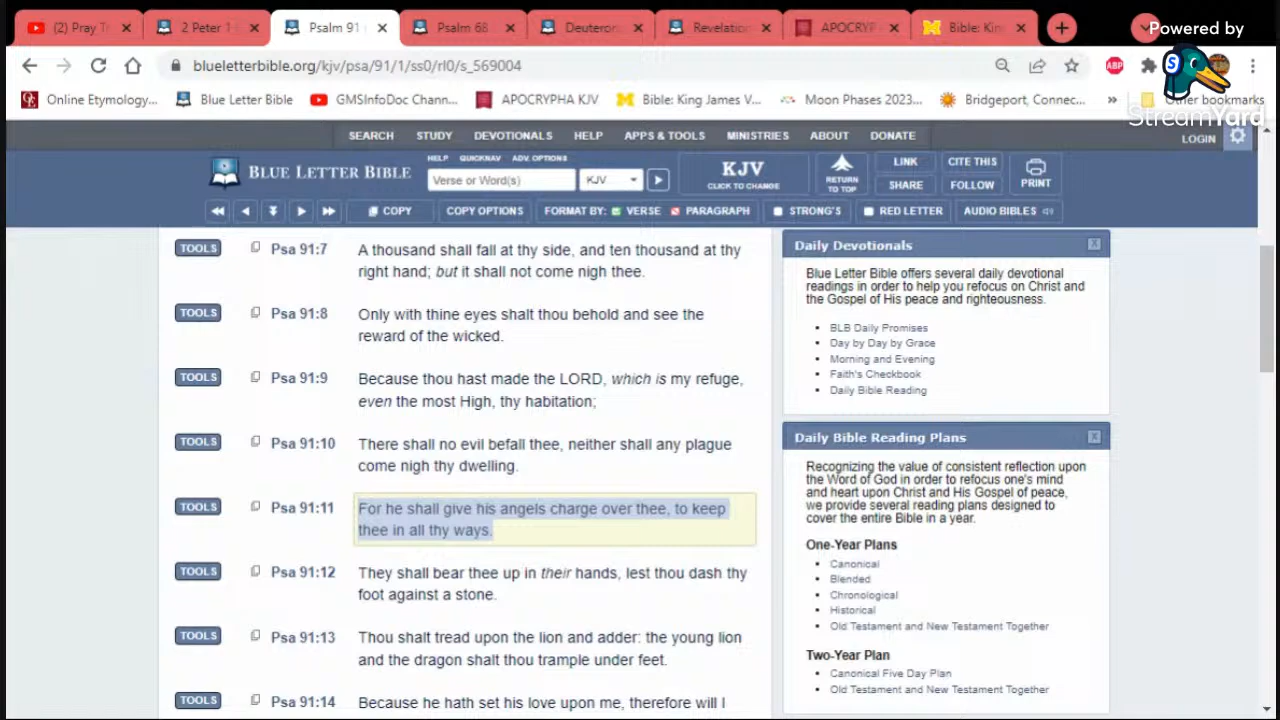 (2) Pray T
2 Peter 1
Psalm 91
Psalm 68
Deuteron
Revelation
APOCRYP
Bible: Kin
Powered by
blueletterbible.org/kjv/psa/91/1/ss0/rl0/s_569004
ABP
S
StreamYard
Online Etymology...
Blue Letter Bible
GMSInfoDoc Chann...
APOCRYPHA KJV
Bible: King James V...
Moon Phases 2023...
Bridgeport, Connec...
»
Other bookmarks
SEARCH STUDY DEVOTIONALS HELP APPS & TOOLS MINISTRIES ABOUT DONATE
LOGIN
HELP QUICKNAV ADV. OPTIONS
BLUE LETTER BIBLE
Verse or Word(s)
KJV
KJV
CLICK TO CHANGE
RETURN
TO TOP
LINK
CITE THIS
SHARE
FOLLOW
PRINT
COPY
COPY OPTIONS
FORMAT BY: VERSE PARAGRAPH
STRONG'S
RED LETTER
AUDIO BIBLES
TOOLS Psa 91:7 A thousand shall fall at thy side, and ten thousand at thy
right hand; but it shall not come nigh thee.
TOOLS Psa 91:8 Only with thine eyes shalt thou behold and see the
reward of the wicked.
TOOLS Psa 91:9 Because thou hast made the LORD, which is my refuge,
even the most High, thy habitation;
TOOLS Psa 91:10 There shall no evil befall thee, neither shall any plague
come nigh thy dwelling.
TOOLS Psa 91:11 For he shall give his angels charge over thee, to keep
thee in all thy ways.
TOOLS Psa 91:12 They shall bear thee up in their hands, lest thou dash thy
foot against a stone.
TOOLS Psa 91:13 Thou shalt tread upon the lion and adder: the young lion
and the dragon shalt thou trample under feet.
TOOLS Psa 91:14 Because he hath set his love upon me, therefore will I
Daily Devotionals
Blue Letter Bible offers several daily devotional
readings in order to help you refocus on Christ and
the Gospel of His peace and righteousness.
BLB Daily Promises
Day by Day by Grace
Morning and Evening
Faith's Checkbook
Daily Bible Reading
Daily Bible Reading Plans
Recognizing the value of consistent reflection upon
the Word of God in order to refocus one's mind
and heart upon Christ and His Gospel of peace,
we provide several reading plans designed to
cover the entire Bible in a year.
One-Year Plans
Canonical
Blended
Chronological
Historical
Old Testament and New Testament Together
Two-Year Plan
Canonical Five Day Plan
Old Testament and New Testament Together